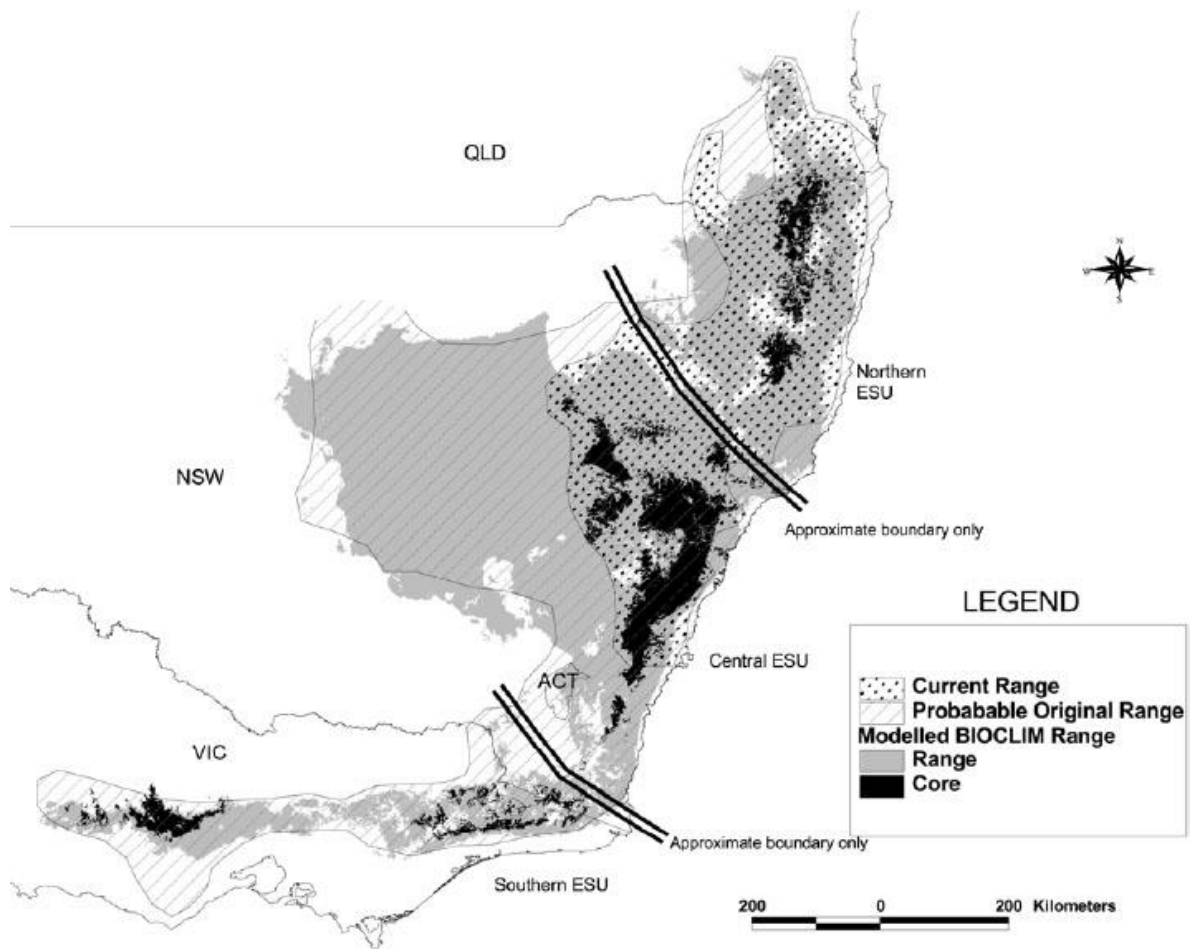 QLD
N
W
E
S
Northern
ESU
NSW
Approximate boundary only
LEGEND
Central ESU
ACT
Current Range
Probabable Original Range
Modelled BIOCLIM Range
Range
Core
VIC
Approximate boundary only
Southern ESU
200 0 200 Kilometers